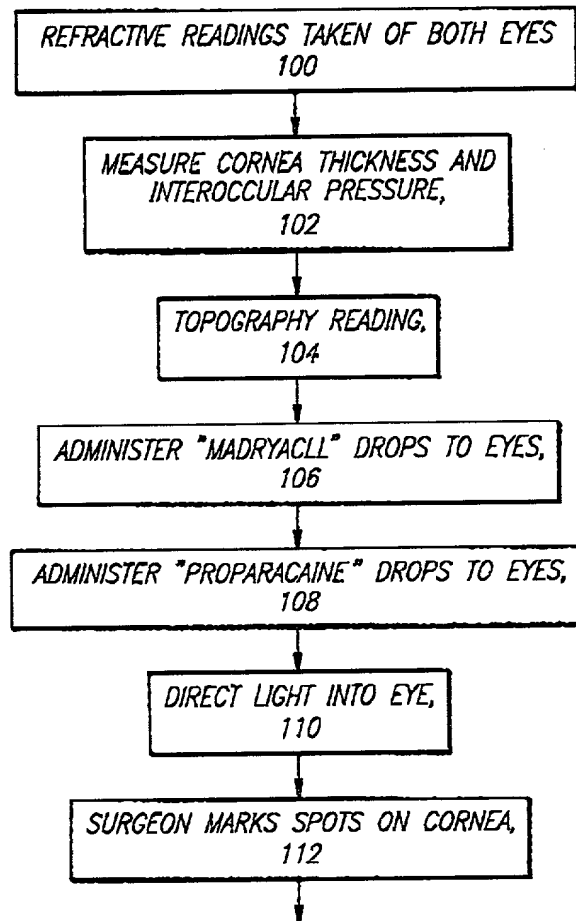 REFRACTIVE READINGS TAKEN OF BOTH EYES
100
MEASURE CORNEA THICKNESS AND
INTEROCCULAR PRESSURE,
102
TOPOGRAPHY READING,
104
ADMINISTER "MADRYACLL" DROPS TO EYES,
106
ADMINISTER "PROPARACAINE" DROPS TO EYES,
108
DIRECT LIGHT INTO EYE,
110
SURGEON MARKS SPOTS ON CORNEA,
112